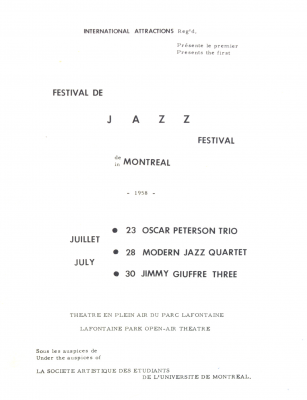 INTERNATIONAL ATTRACTIONS Reg'd.
Présente le premier
Presents the first
FESTIVAL DE
J A Z Z
FESTIVAL
de
in MONTREAL
- 1958 -
JUILLET
JULY
● 23 OSCAR PETERSON TRIO
● 28 MODERN JAZZ QUARTET
● 30 JIMMY GIUFFRE THREE
THEATRE EN PLEIN AIR DU PARC LAFONTAINE
LAFONTAINE PARK OPEN-AIR THEATRE
Sous les auspices de
Under the auspices of
LA SOCIETE ARTISTIQUE DES ETUDIANTS
DE L'UNIVERSITE DE MONTREAL.